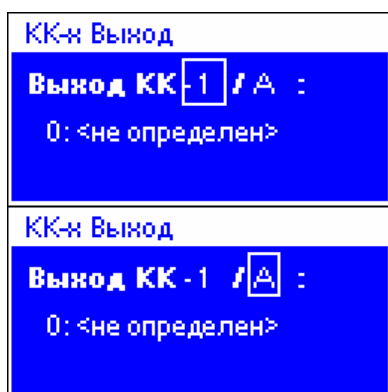 КК-х Выход
Выход КК -1 / А :
0: <не определен>
КК-х Выход
Выход КК -1 / А :
0: <не определен>